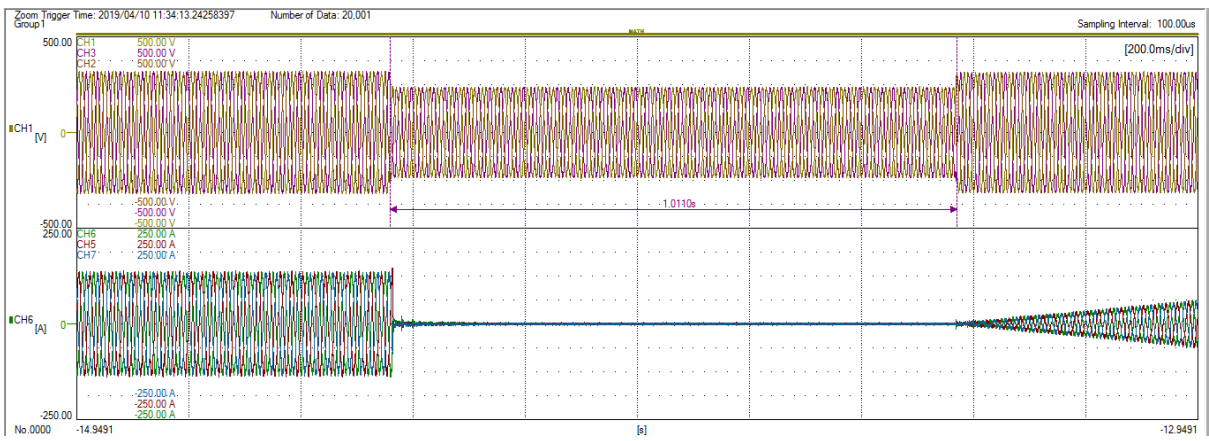 Zoom Trigger Time: 2019/04/10 11:34:13.24258397 Number of Data: 20,001
Group1 Sampling Interval: 100.00us
MATH
500.00 CH1 500.00 V [200.0ms/div]
CH3 500.00 V
CH2 500.00 V
CH1 0
[V]
-500.00 V
-500.00 V 1.0110s
-500.00 -500.00 V
250.00 CH6 250.00 A
CH5 250.00 A
CH7 250.00 A
CH6 0
[A]
-250.00 A
-250.00 A
-250.00 -250.00 A
No.0000 -14.9491 [s] -12.9491